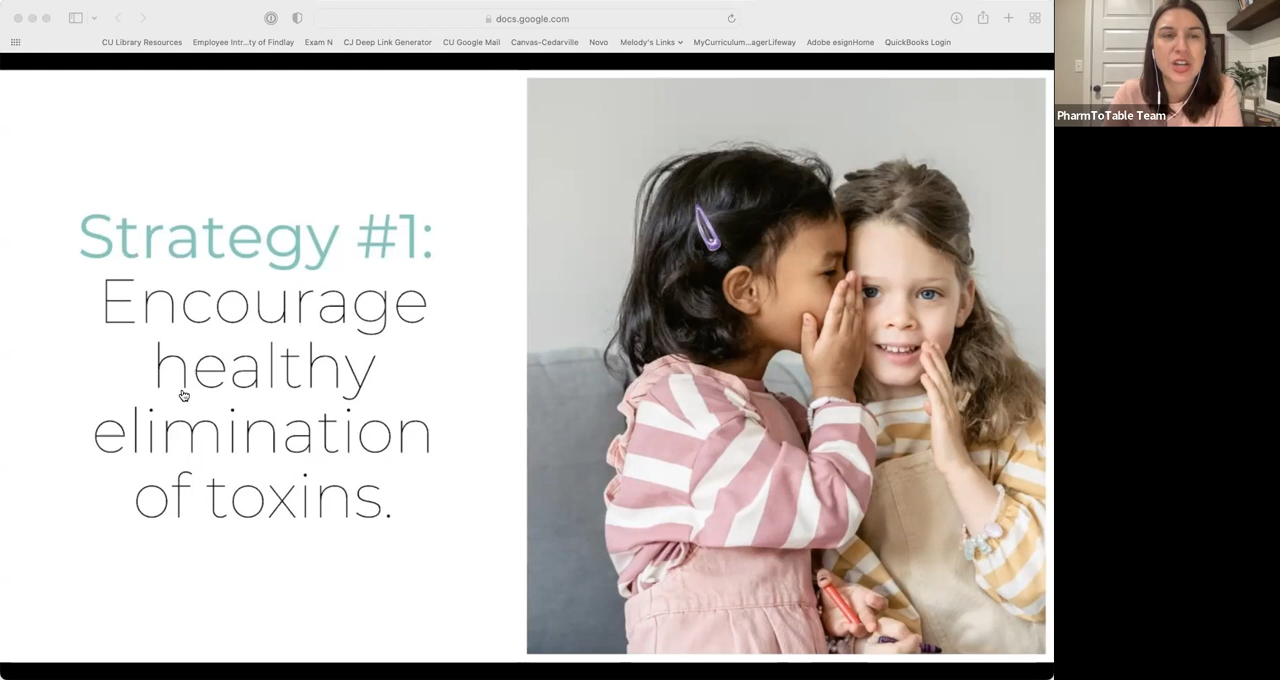 docs.google.com
CU Library Resources Employee Intr...ty of Findlay Exam N CJ Deep Link Generator CU Google Mail Canvas-Cedarville Novo Melody's Links MyCurriculum...agerLifeway Adobe esignHome QuickBooks Login
PharmToTable Team
Strategy #1:
Encourage
healthy
elimination
of toxins.